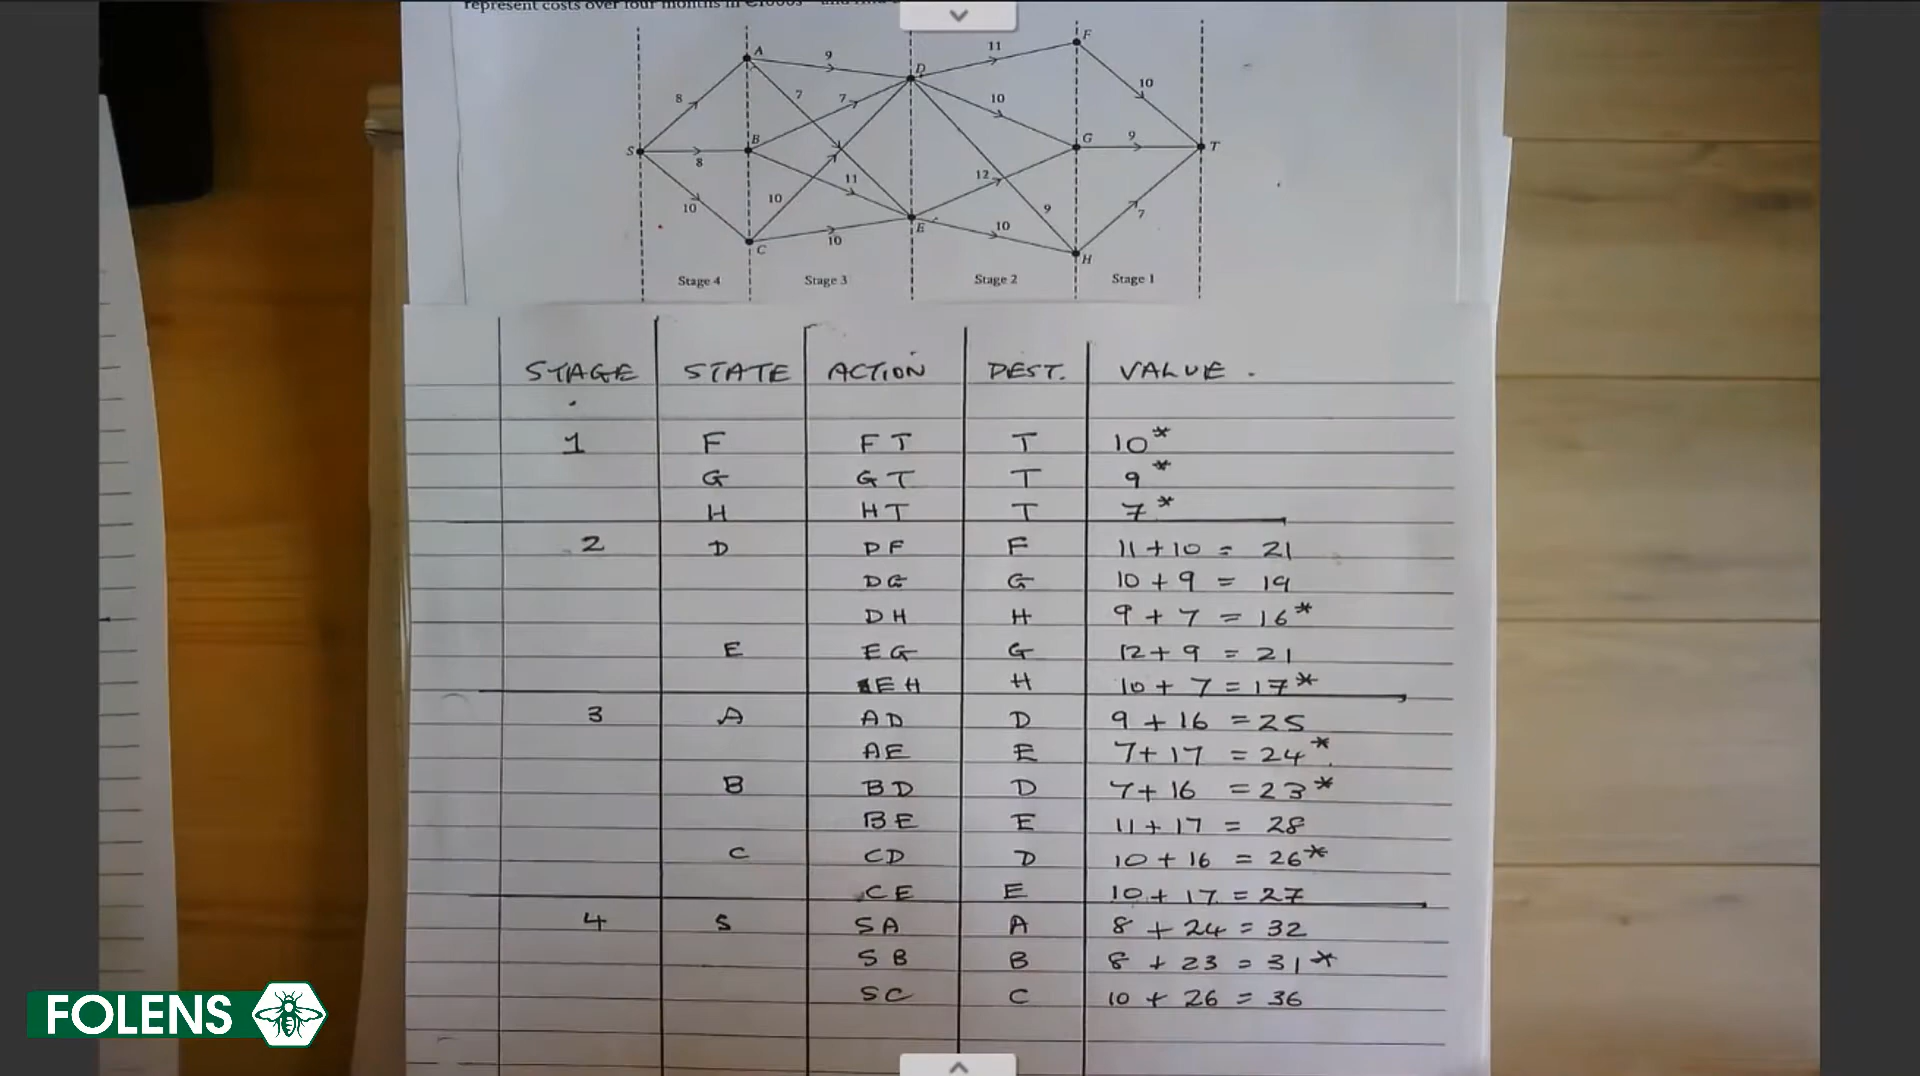 represent costs over four months in
A
9
D
11
F
8
7
7
10
10
S
B
8
G
9
T
10
10
11
12
9
7
C
10
E
10
H
Stage 4
Stage 3
Stage 2
Stage 1
STAGE STATE ACTION DEST. VALUE.
1 F FT T 10*
G GT T 9*
H HT T 7*
2 D DF F 11 + 10 = 21
DG G 10 + 9 = 19
DH H 9 + 7 = 16*
E EG G 12 + 9 = 21
EH H 10 + 7 = 17*
3 A AD D 9 + 16 = 25
AE E 7 + 17 = 24*
B BD D 7 + 16 = 23*
BE E 11 + 17 = 28
C CD D 10 + 16 = 26*
CE E 10 + 17 = 27
4 S SA A 8 + 24 = 32
SB B 8 + 23 = 31*
SC C 10 + 26 = 36
FOLENS